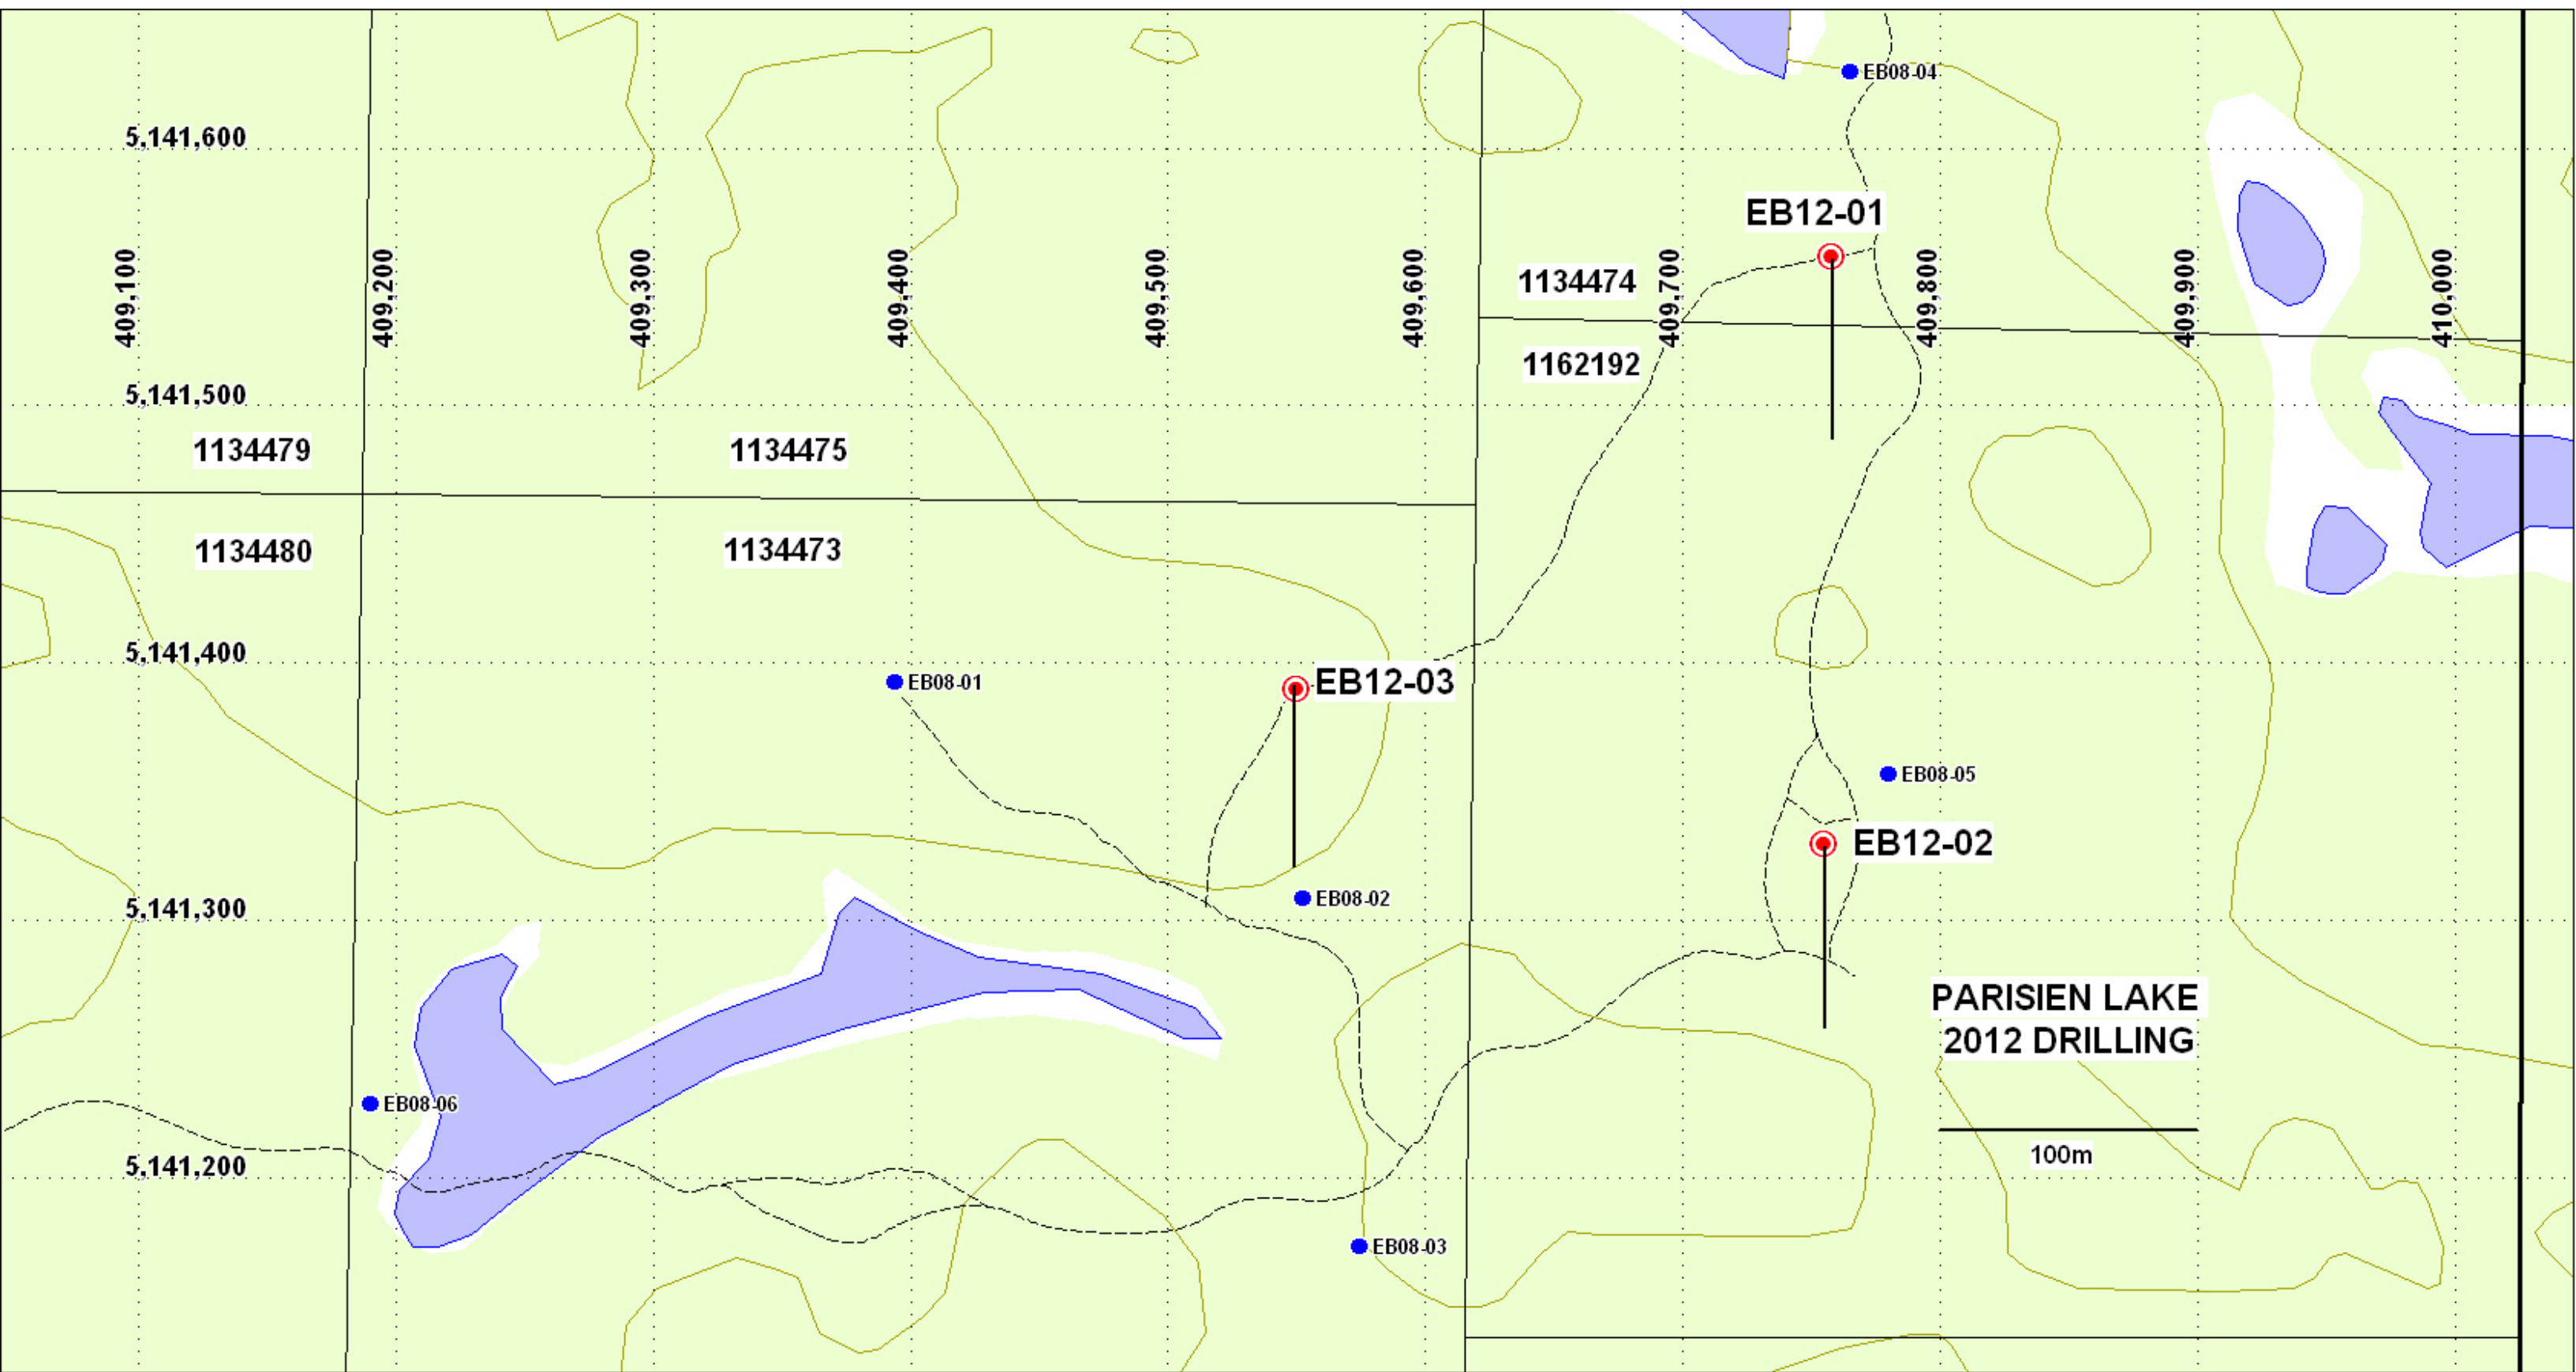 EB08-04
5,141,600
EB12-01
409,100
409,200
409,300
409,400
409,500
409,600
409,700
409,800
409,900
410,000
1134474
1162192
5,141,500
1134479
1134475
1134480
1134473
5,141,400
EB08-01
EB12-03
EB08-05
EB12-02
5,141,300
EB08-02
PARISIEN LAKE
2012 DRILLING
EB08-06
100m
5,141,200
EB08-03